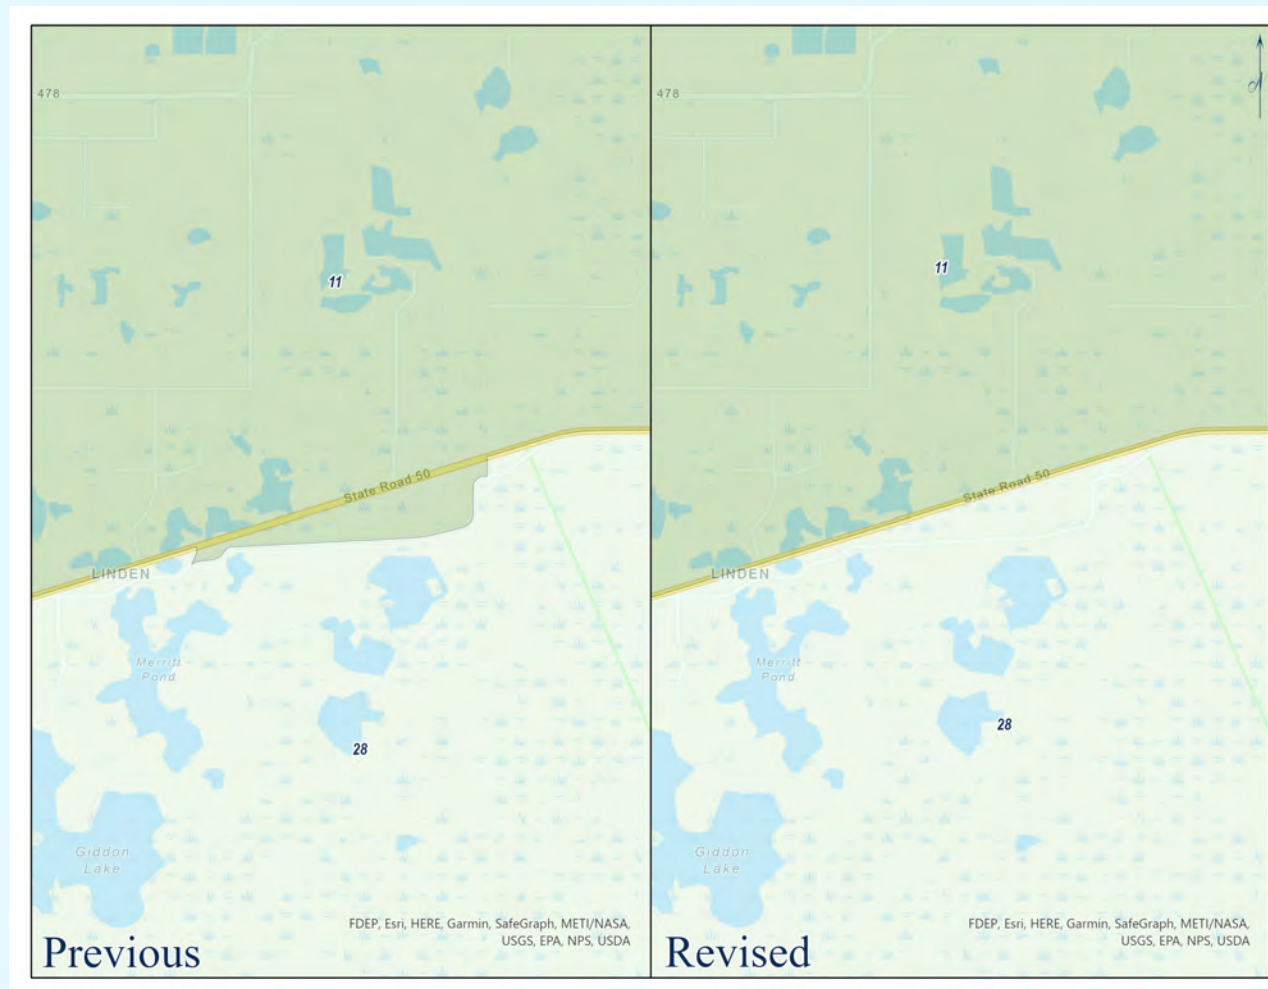 478
11
State Road 50
LINDEN
Merritt
Pond
28
Giddon
Lake
FDEP, Esri, HERE, Garmin, SafeGraph, METI/NASA,
USGS, EPA, NPS, USDA
Previous
478
11
State Road 50
LINDEN
Merritt
Pond
28
Giddon
Lake
FDEP, Esri, HERE, Garmin, SafeGraph, METI/NASA,
USGS, EPA, NPS, USDA
Revised